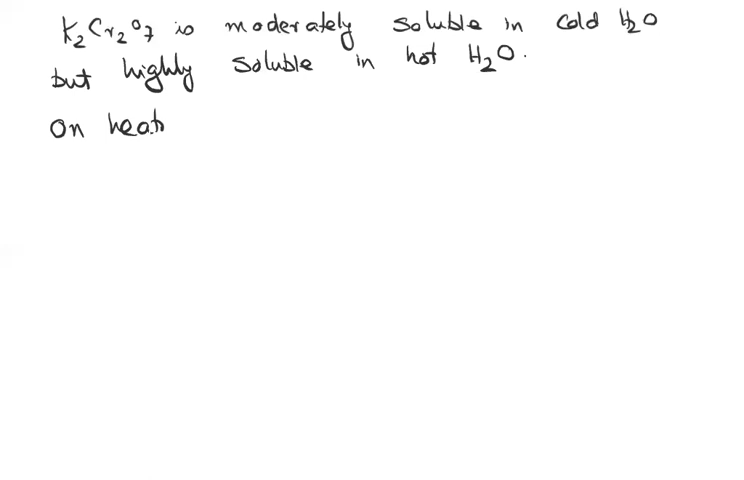 K₂Cr₂O₇ is moderately soluble in cold H₂O
but highly soluble in hot H₂O.
On heat